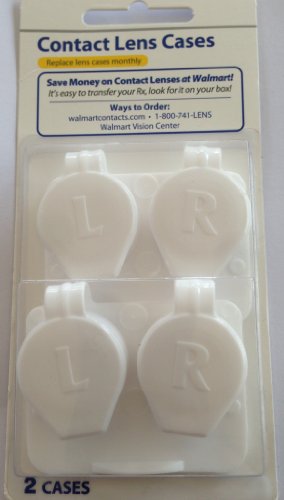 Contact Lens Cases
Replace lens cases monthly
Save Money on Contact Lenses at Walmart!
It's easy to transfer your Rx, look for it on your box!
Ways to Order:
walmartcontacts.com • 1-800-741-LENS
Walmart Vision Center
L R
L R
2 CASES